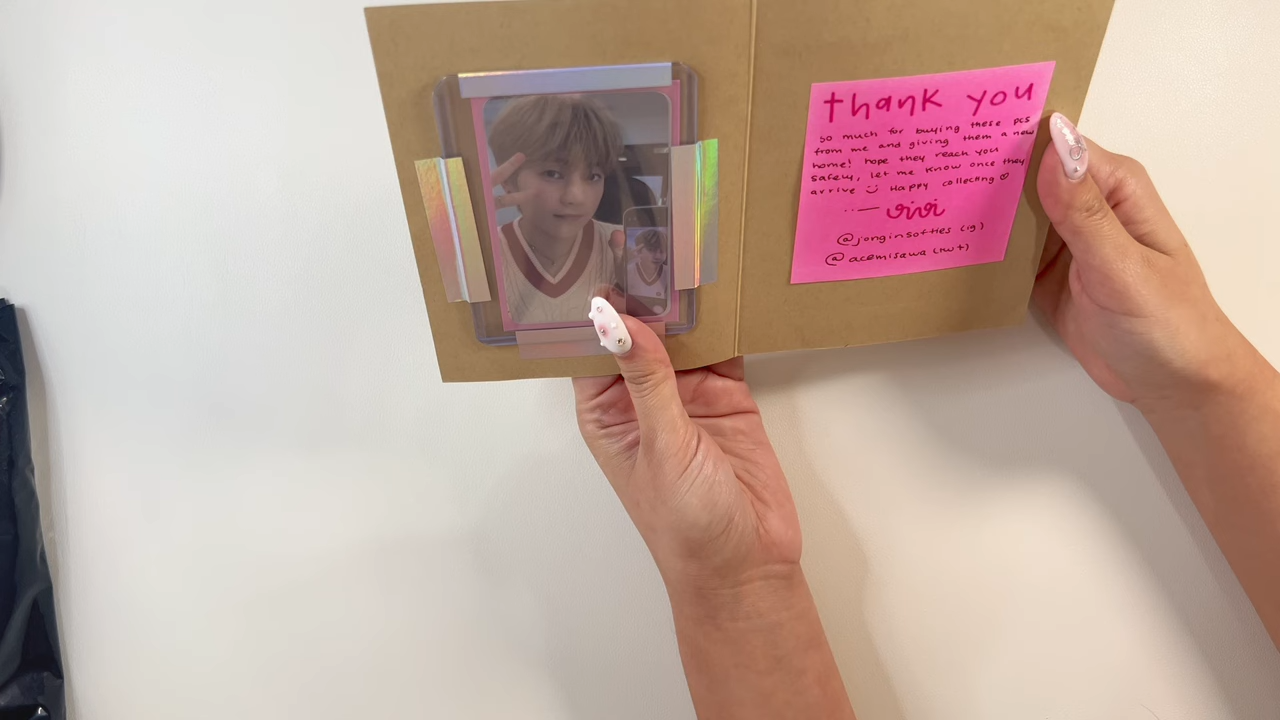 thank you
so much for buying these pcs
from me and giving them a new
home! hope they reach you
safely, let me know once they
arrive :) Happy collecting ♡
··— vivi
@jonginsofties (ig)
@acemisawa (twt)